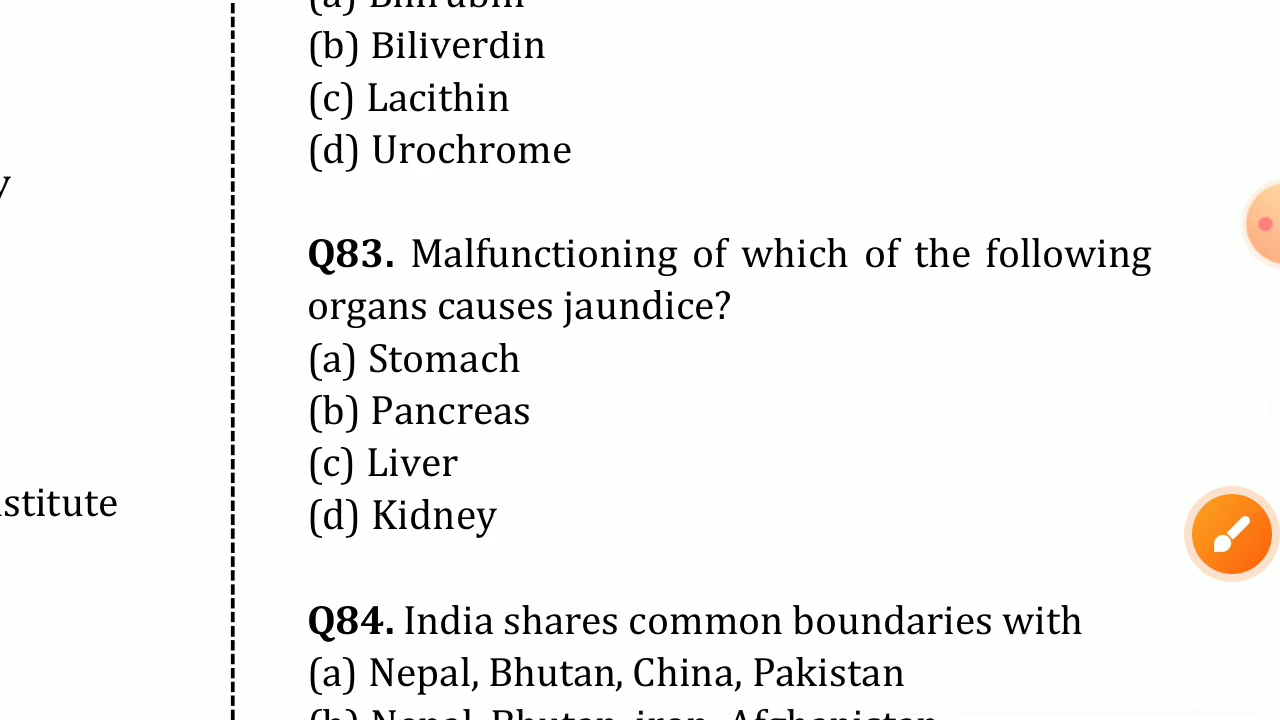 (b) Biliverdin
(c) Lacithin
(d) Urochrome
y
Q83. Malfunctioning of which of the following
organs causes jaundice?
(a) Stomach
(b) Pancreas
(c) Liver
(d) Kidney
stitute
Q84. India shares common boundaries with
(a) Nepal, Bhutan, China, Pakistan